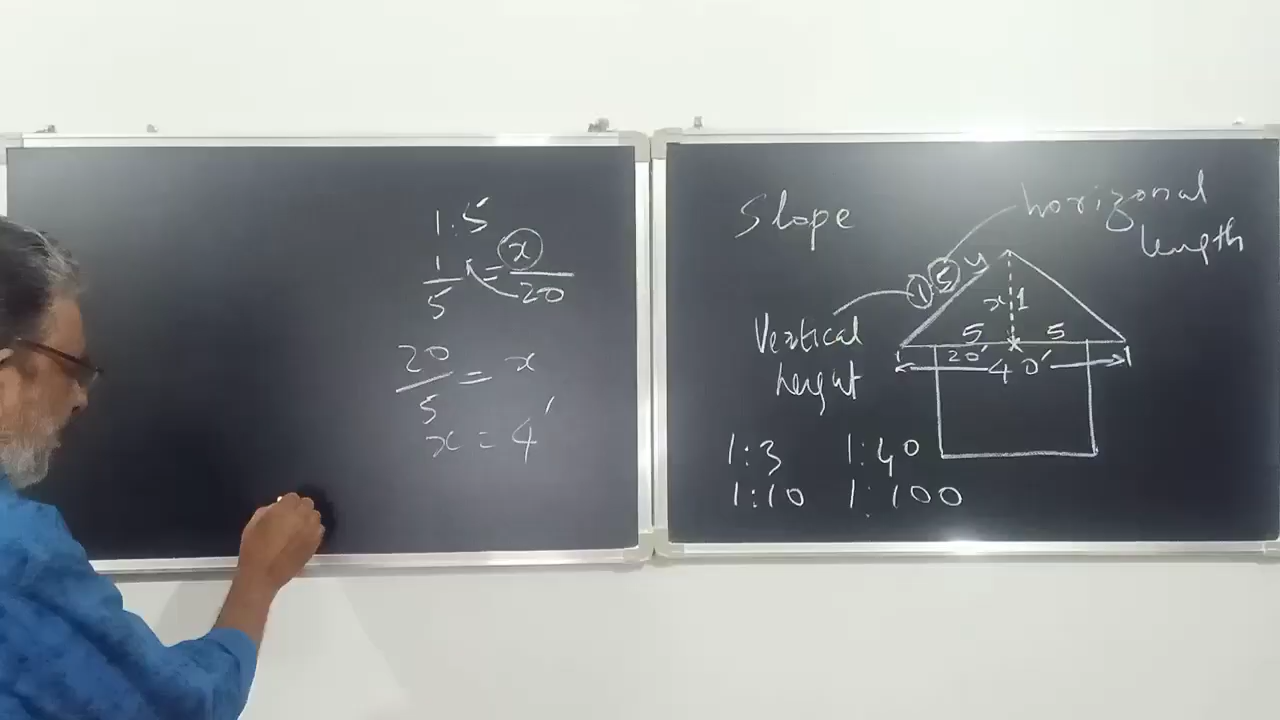 1:5
1/5 = x/20
20/5 = x
x = 4'
Slope
horizonal
length
1 5 y
Vertical
height
x 1
5 5
20'
40'
1:3 1:40
1:10 1:100